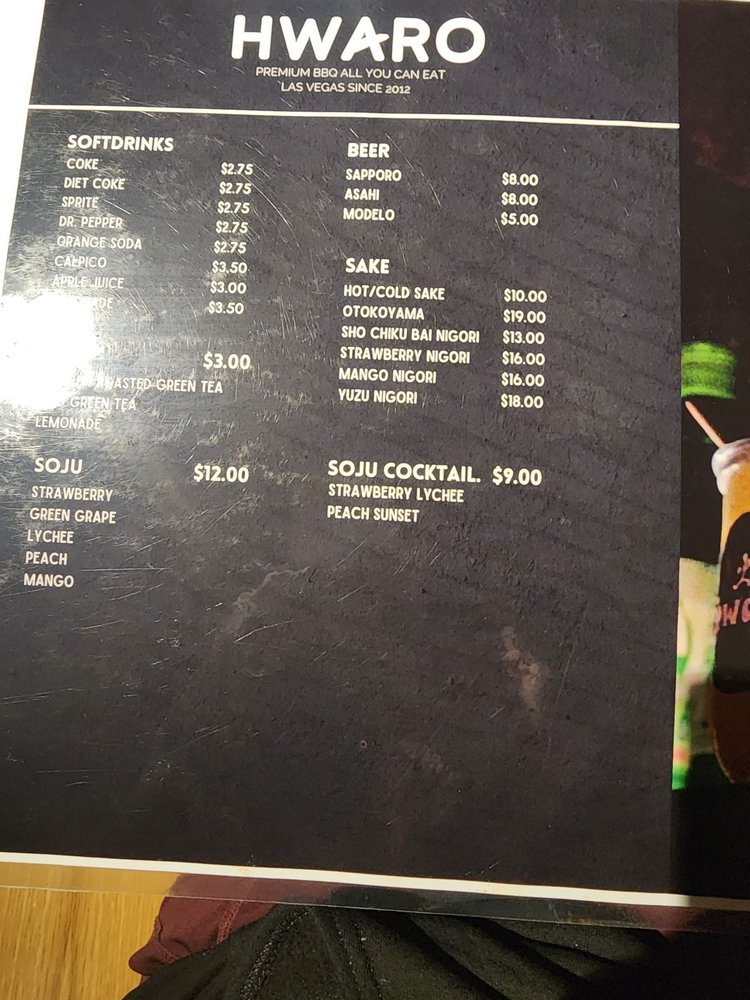 HWARO
PREMIUM BBQ ALL YOU CAN EAT
LAS VEGAS SINCE 2012
SOFTDRINKS
COKE $2.75
DIET COKE $2.75
SPRITE $2.75
DR. PEPPER $2.75
ORANGE SODA $2.75
CALPICO $3.50
APPLE JUICE $3.00
$3.50
$3.00
ROASTED GREEN TEA
GREEN TEA
LEMONADE
SOJU $12.00
STRAWBERRY
GREEN GRAPE
LYCHEE
PEACH
MANGO
BEER
SAPPORO $8.00
ASAHI $8.00
MODELO $5.00
SAKE
HOT/COLD SAKE $10.00
OTOKOYAMA $19.00
SHO CHIKU BAI NIGORI $13.00
STRAWBERRY NIGORI $16.00
MANGO NIGORI $16.00
YUZU NIGORI $18.00
SOJU COCKTAIL. $9.00
STRAWBERRY LYCHEE
PEACH SUNSET